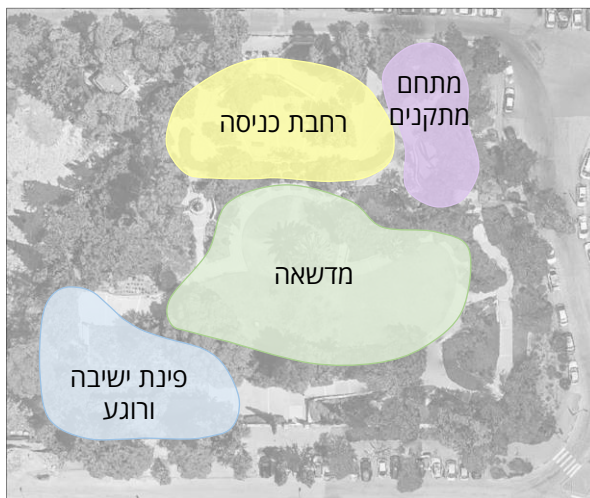 מתחם
מתקנים
רחבת כניסה
מדשאה
פינת ישיבה
ורוגע